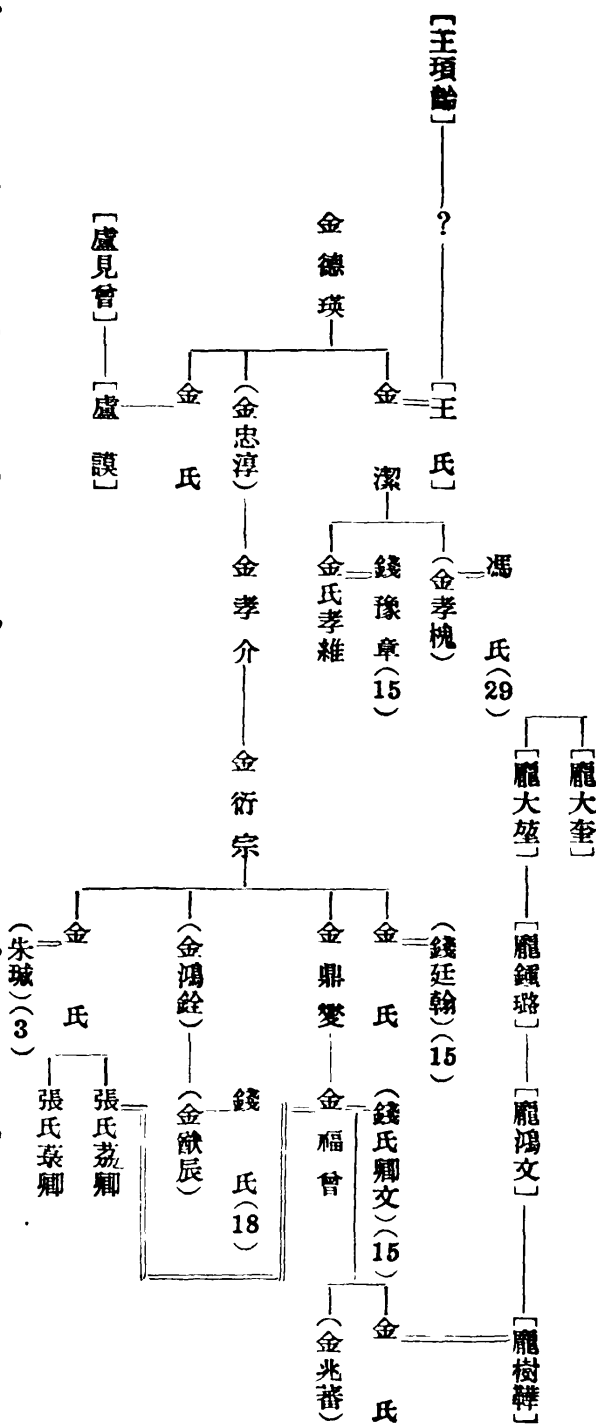 [王頊齡]
?
[王氏]
馮氏(29)
[龐大奎]
[龐大堃]
[龐鍾璐]
[龐鴻文]
[龐樹韡]
金德瑛
金潔
(金忠淳)
金氏
[盧謨]
[盧見曾]
(金孝槐)
錢豫章(15)
金氏孝維
金孝介
金衍宗
(錢廷翰)(15)
金氏
金鼎燮
(金鴻銓)
金氏
(朱瑊)(3)
(錢氏卿文)(15)
金福曾
錢氏(18)
(金猷辰)
張氏茘卿
張氏菉卿
金氏
(金兆蕃)